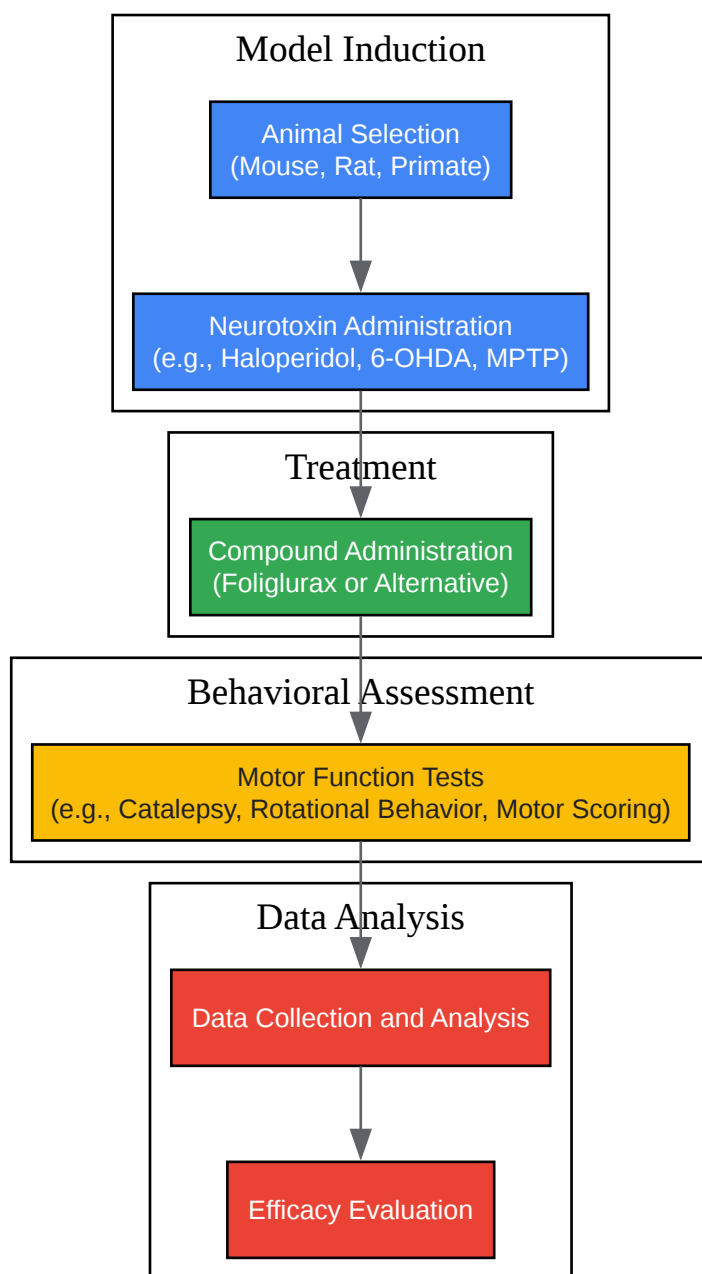 Model Induction
Animal Selection
(Mouse, Rat, Primate)
Neurotoxin Administration
(e.g., Haloperidol, 6-OHDA, MPTP)
Treatment
Compound Administration
(Foliglurax or Alternative)
Behavioral Assessment
Motor Function Tests
(e.g., Catalepsy, Rotational Behavior, Motor Scoring)
Data Analysis
Data Collection and Analysis
Efficacy Evaluation